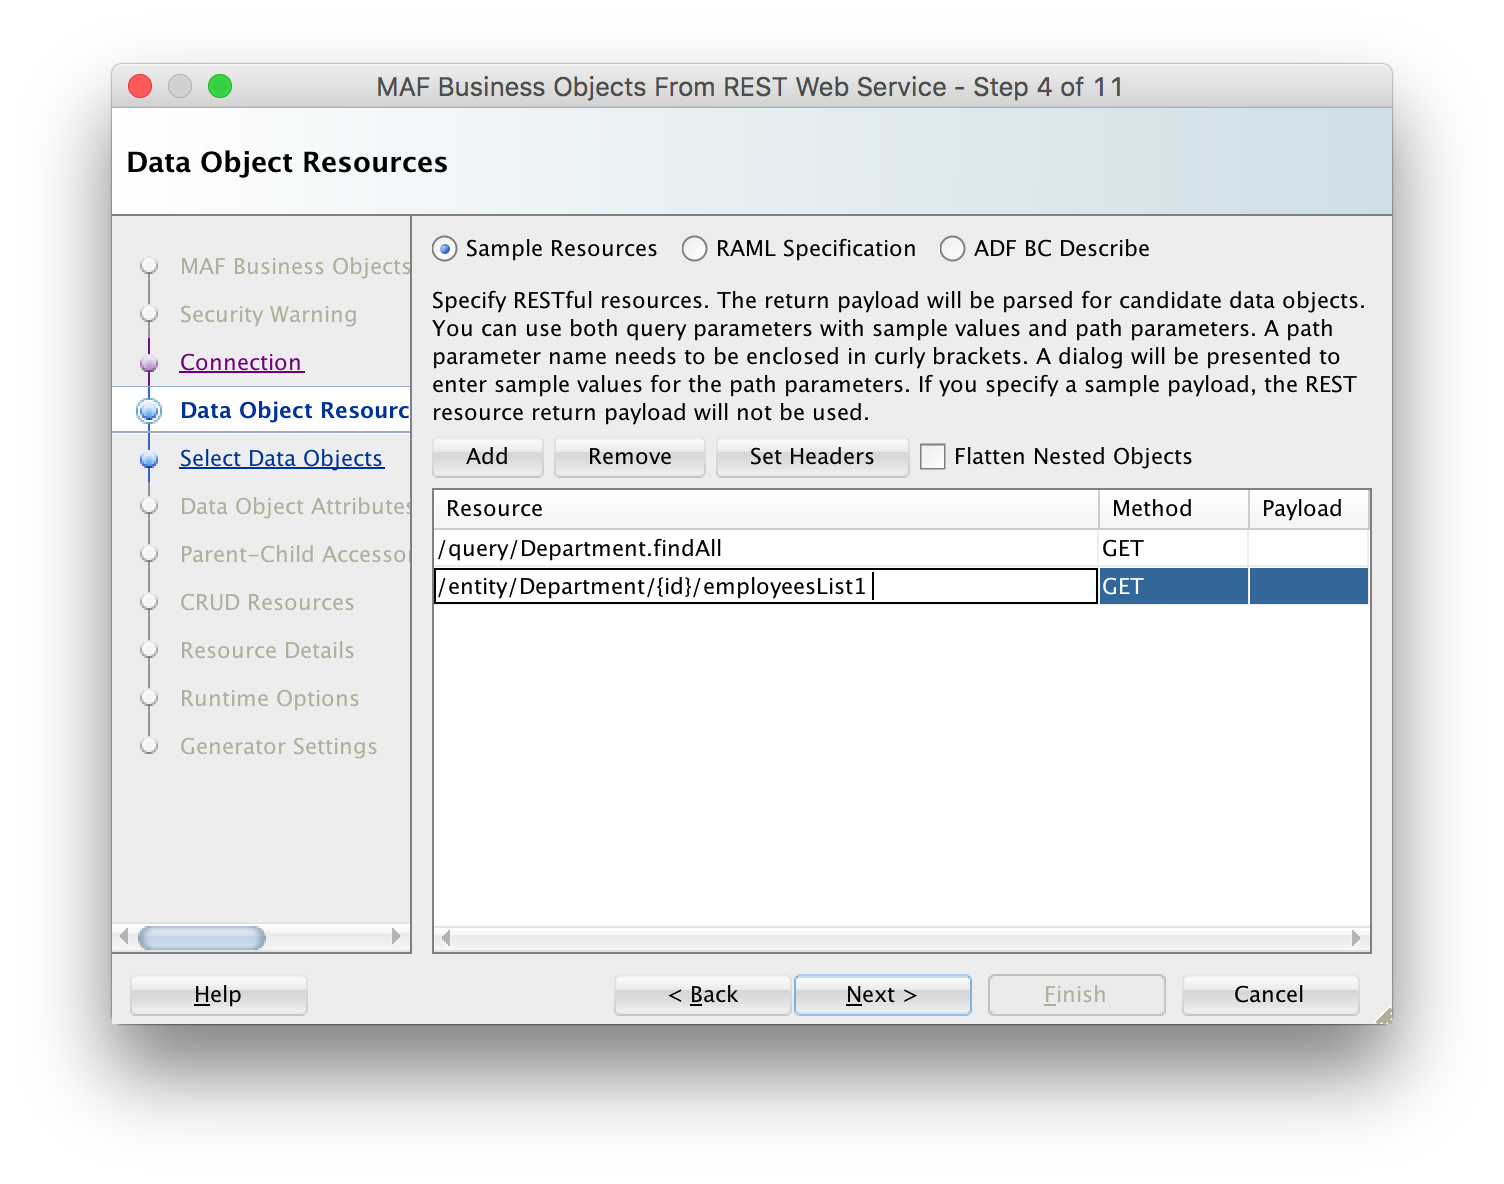 MAF Business Objects From REST Web Service - Step 4 of 11
Data Object Resources
MAF Business Objects
Security Warning
Connection
Data Object Resourc
Select Data Objects
Data Object Attributes
Parent-Child Accessor
CRUD Resources
Resource Details
Runtime Options
Generator Settings
Sample Resources RAML Specification ADF BC Describe
Specify RESTful resources. The return payload will be parsed for candidate data objects.
You can use both query parameters with sample values and path parameters. A path
parameter name needs to be enclosed in curly brackets. A dialog will be presented to
enter sample values for the path parameters. If you specify a sample payload, the REST
resource return payload will not be used.
Add Remove Set Headers Flatten Nested Objects
Resource Method Payload
/query/Department.findAll GET
/entity/Department/{id}/employeesList1 GET
Help < Back Next > Finish Cancel